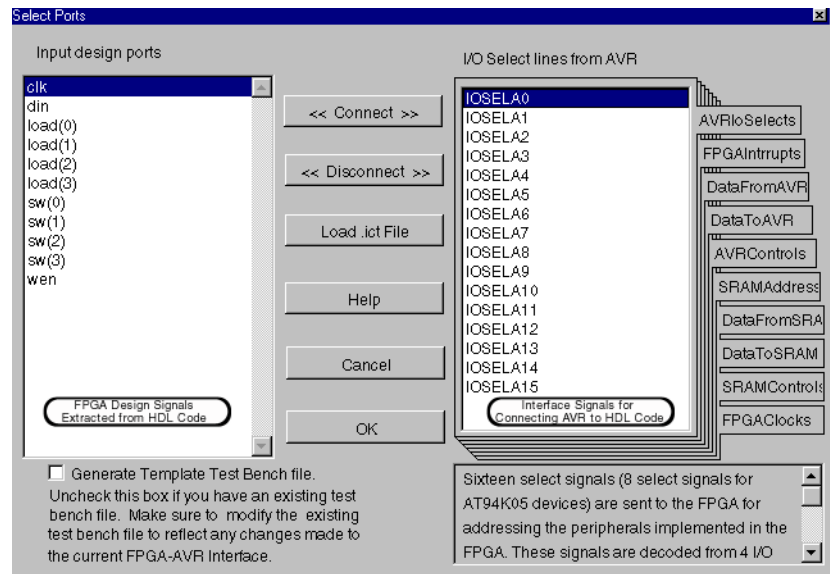 Select Ports
Input design ports
clk
din
load(0)
load(1)
load(2)
load(3)
sw(0)
sw(1)
sw(2)
sw(3)
wen
FPGA Design Signals
Extracted from HDL Code
<< Connect >>
<< Disconnect >>
Load .ict File
Help
Cancel
OK
I/O Select lines from AVR
IOSELA0
IOSELA1
IOSELA2
IOSELA3
IOSELA4
IOSELA5
IOSELA6
IOSELA7
IOSELA8
IOSELA9
IOSELA10
IOSELA11
IOSELA12
IOSELA13
IOSELA14
IOSELA15
Interface Signals for
Connecting AVR to HDL Code
AVRIoSelects
FPGAIntrrupts
DataFromAVR
DataToAVR
AVRControls
SRAMAddress
DataFromSRA
DataToSRAM
SRAMControls
FPGAClocks
Generate Template Test Bench file.
Uncheck this box if you have an existing test
bench file. Make sure to modify the existing
test bench file to reflect any changes made to
the current FPGA-AVR Interface.
Sixteen select signals (8 select signals for
AT94K05 devices) are sent to the FPGA for
addressing the peripherals implemented in the
FPGA. These signals are decoded from 4 I/O